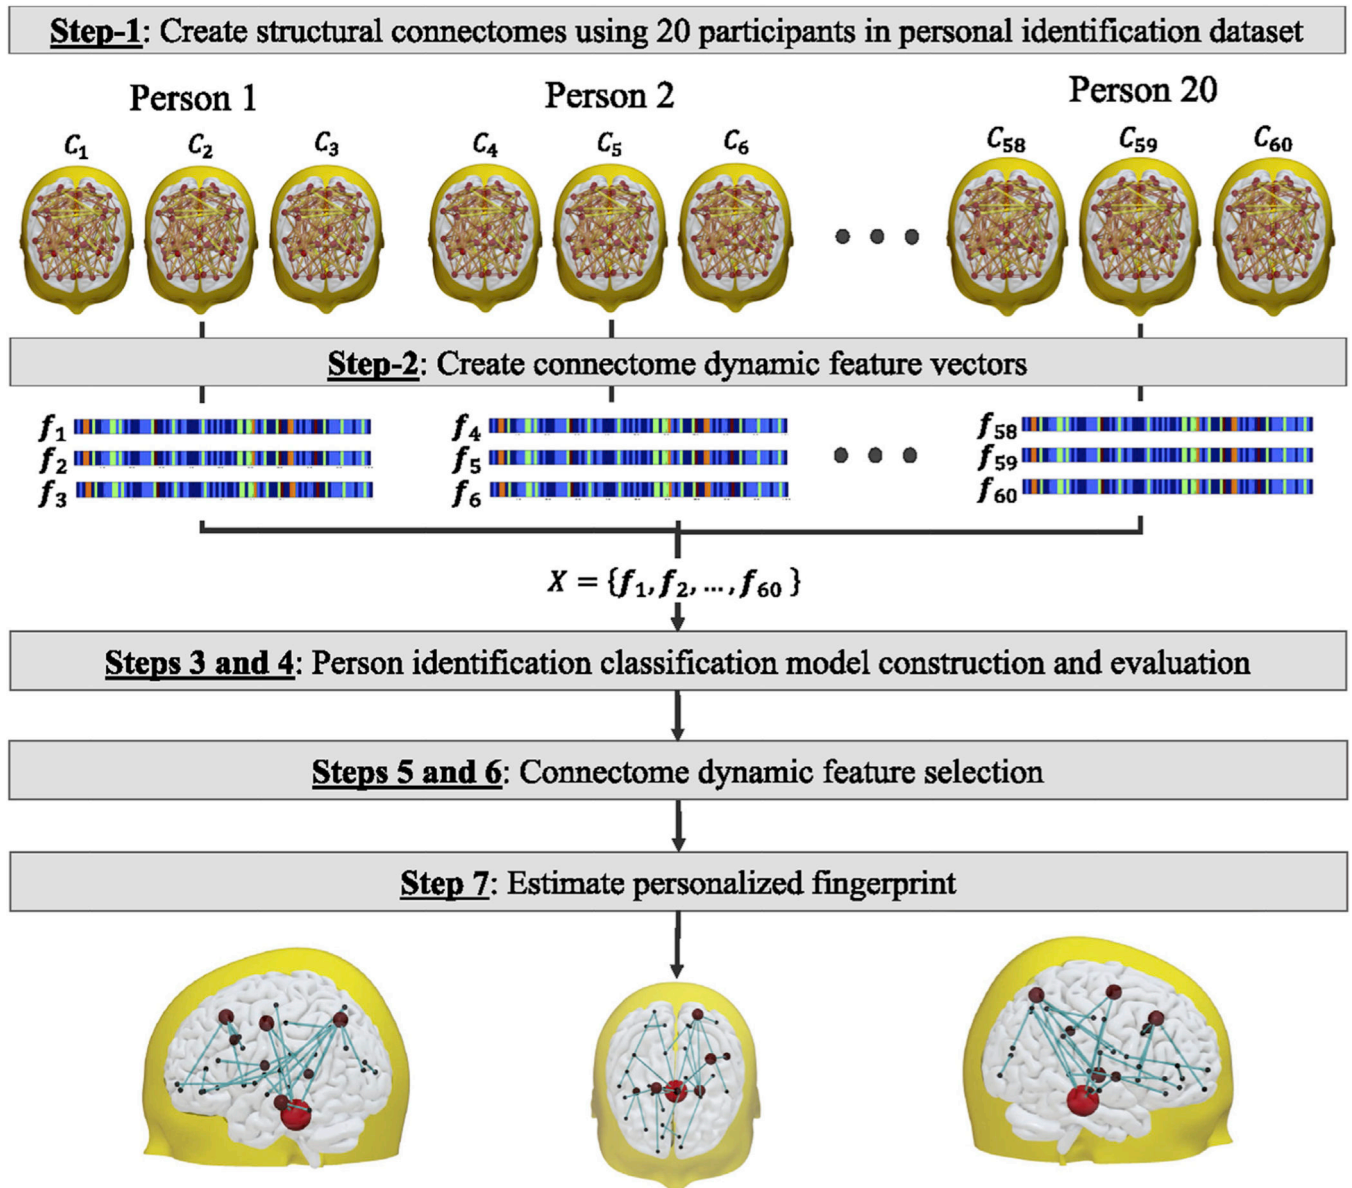 Step-1: Create structural connectomes using 20 participants in personal identification dataset
Person 1
Person 2
Person 20
C₁ C₂ C₃ C₄ C₅ C₆ C₅₈ C₅₉ C₆₀
Step-2: Create connectome dynamic feature vectors
f₁ f₄ f₅₈
f₂ f₅ f₅₉
f₃ f₆ f₆₀
X = {f₁, f₂, ..., f₆₀ }
Steps 3 and 4: Person identification classification model construction and evaluation
Steps 5 and 6: Connectome dynamic feature selection
Step 7: Estimate personalized fingerprint